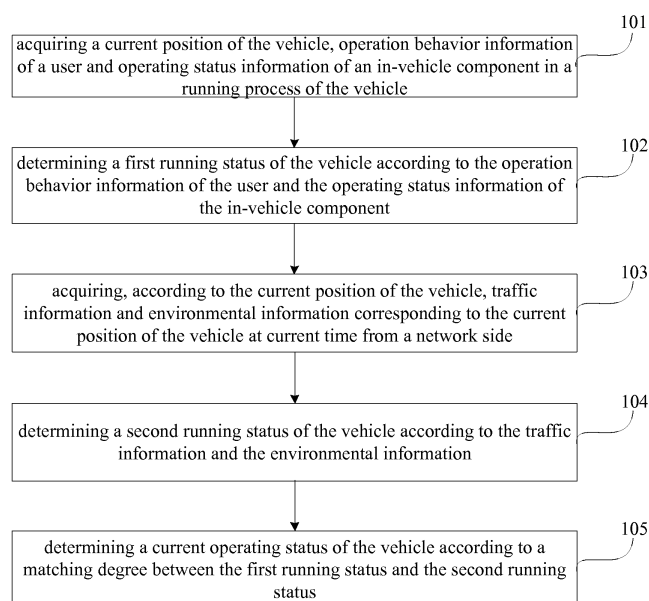 101
acquiring a current position of the vehicle, operation behavior information
of a user and operating status information of an in-vehicle component in a
running process of the vehicle
102
determining a first running status of the vehicle according to the operation
behavior information of the user and the operating status information of
the in-vehicle component
103
acquiring, according to the current position of the vehicle, traffic
information and environmental information corresponding to the current
position of the vehicle at current time from a network side
104
determining a second running status of the vehicle according to the traffic
information and the environmental information
105
determining a current operating status of the vehicle according to a
matching degree between the first running status and the second running
status